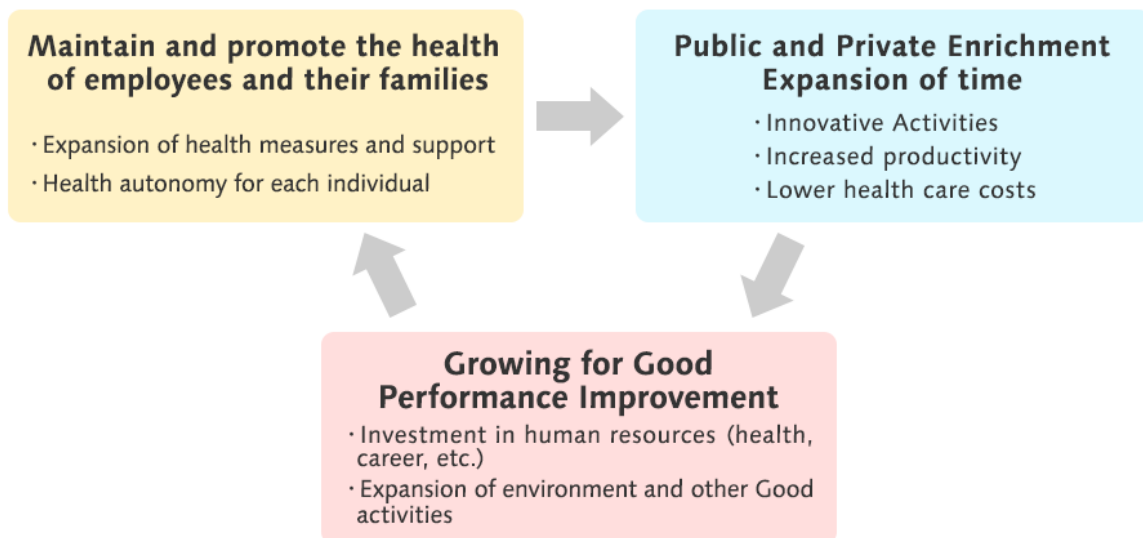 Maintain and promote the health
of employees and their families
・Expansion of health measures and support
・Health autonomy for each individual
Public and Private Enrichment
Expansion of time
・Innovative Activities
・Increased productivity
・Lower health care costs
Growing for Good
Performance Improvement
・Investment in human resources (health,
career, etc.)
・Expansion of environment and other Good
activities